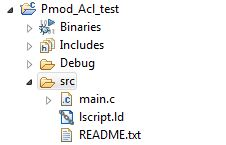 Pmod_Acl_test
Binaries
Includes
Debug
src
main.c
lscript.ld
README.txt